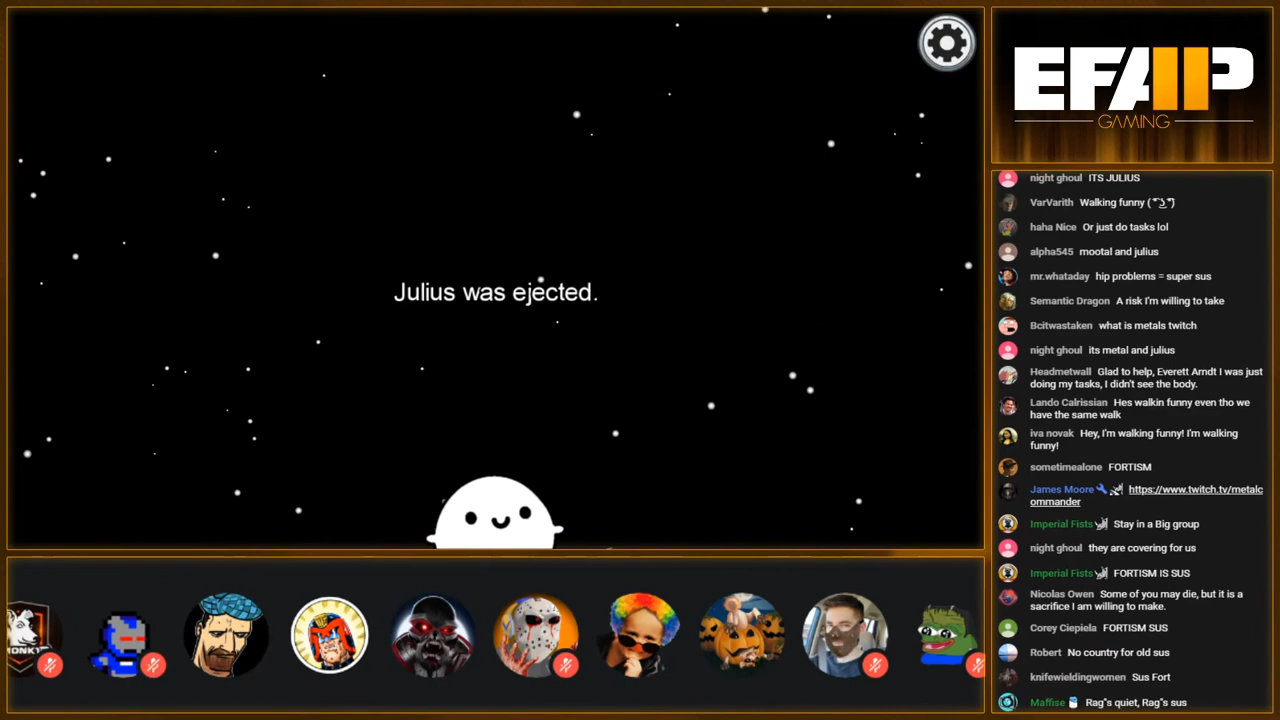 Julius was ejected.
EFAP
GAMING
night ghoul ITS JULIUS
VarVarith Walking funny ( ͡° ͜ʖ ͡°)
haha Nice Or just do tasks lol
alpha545 mootal and julius
mr.whataday hip problems = super sus
Semantic Dragon A risk I'm willing to take
Bcitwastaken what is metals twitch
night ghoul its metal and julius
Headmetwall Glad to help, Everett Arndt I was just
doing my tasks, I didn't see the body.
Lando Calrissian Hes walkin funny even tho we
have the same walk
iva novak Hey, I'm walking funny! I'm walking
funny!
sometimealone FORTISM
James Moore https://www.twitch.tv/metalc
ommander
Imperial Fists Stay in a Big group
night ghoul they are covering for us
Imperial Fists FORTISM IS SUS
Nicolas Owen Some of you may die, but it is a
sacrifice I am willing to make.
Corey Ciepiela FORTISM SUS
Robert No country for old sus
knifewieldingwomen Sus Fort
Maffise Rag"s quiet, Rag"s sus